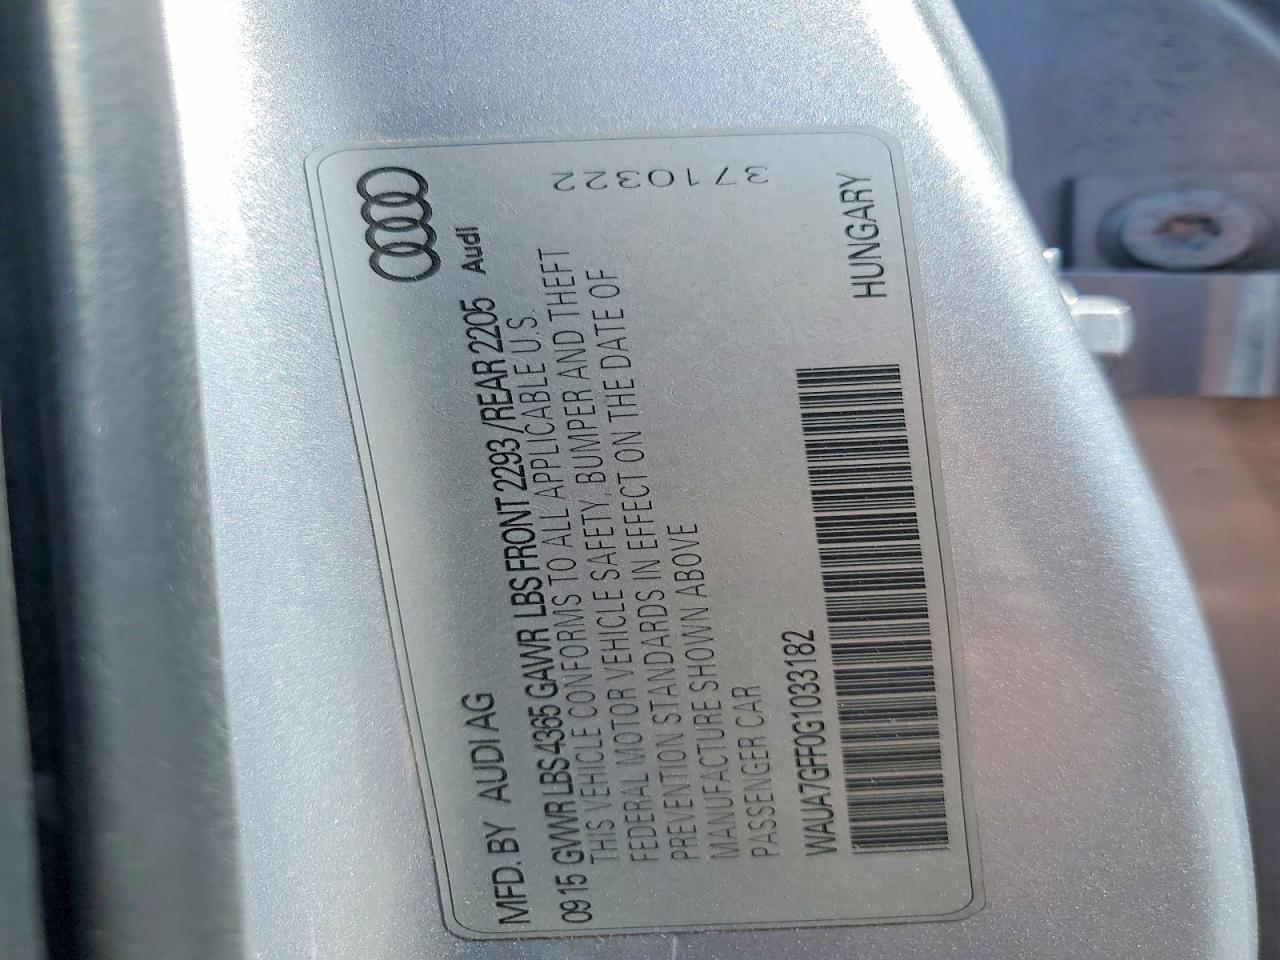 Audi
MFD. BY AUDI AG
09 15 GVWR LBS 4365 GAWR LBS FRONT 2293 /REAR 2205
THIS VEHICLE CONFORMS TO ALL APPLICABLE U.S.
FEDERAL MOTOR VEHICLE SAFETY, BUMPER AND THEFT
PREVENTION STANDARDS IN EFFECT ON THE DATE OF
MANUFACTURE SHOWN ABOVE
PASSENGER CAR
3710322
WAUA7GFF0G1033182
HUNGARY